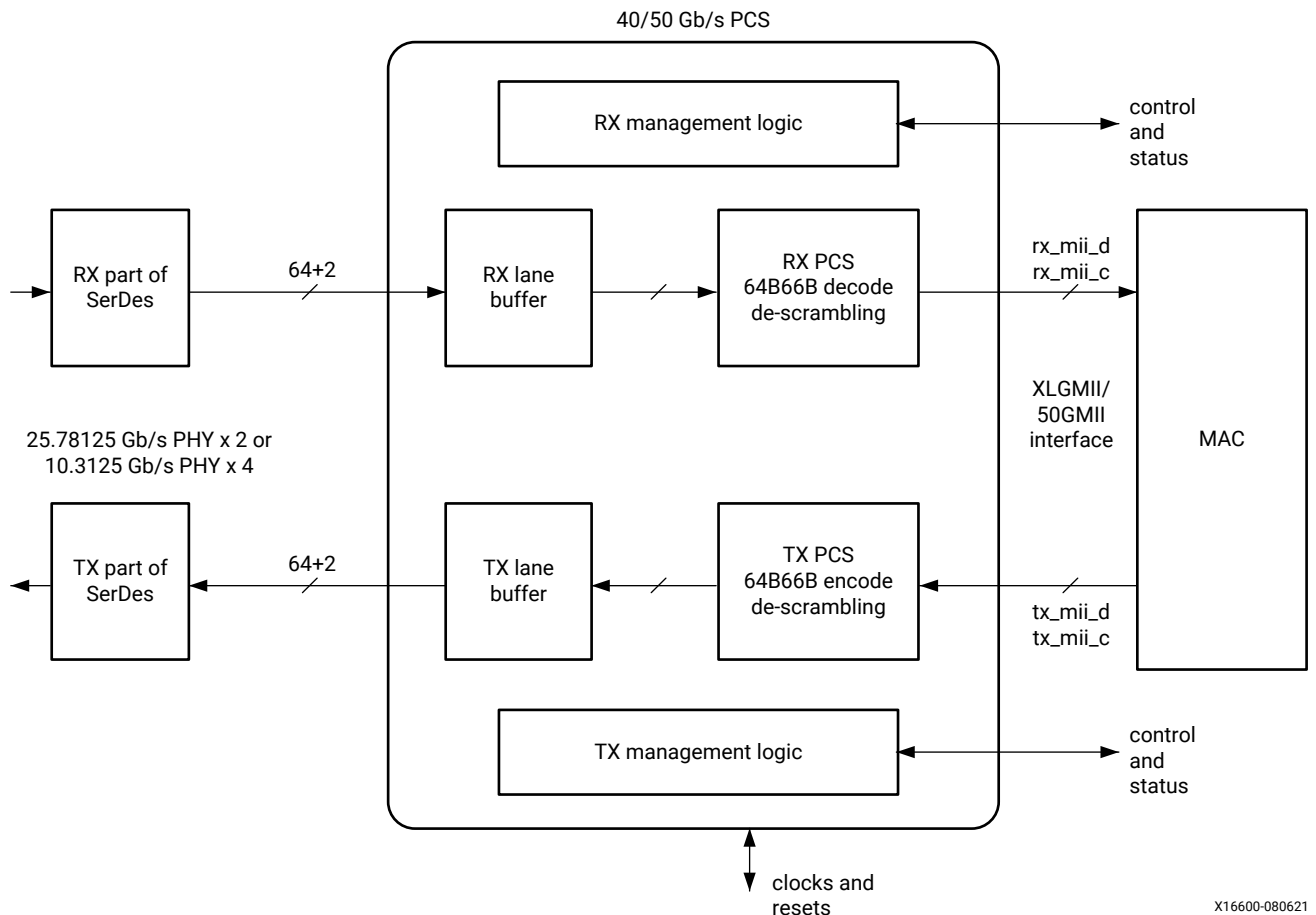 40/50 Gb/s PCS
RX management logic
control
and
status
RX part of
SerDes
64+2
RX lane
buffer
RX PCS
64B66B decode
de-scrambling
rx_mii_d
rx_mii_c
XLGMII/
50GMII
interface
MAC
25.78125 Gb/s PHY x 2 or
10.3125 Gb/s PHY x 4
TX part of
SerDes
64+2
TX lane
buffer
TX PCS
64B66B encode
de-scrambling
tx_mii_d
tx_mii_c
TX management logic
control
and
status
clocks and
resets
X16600-080621